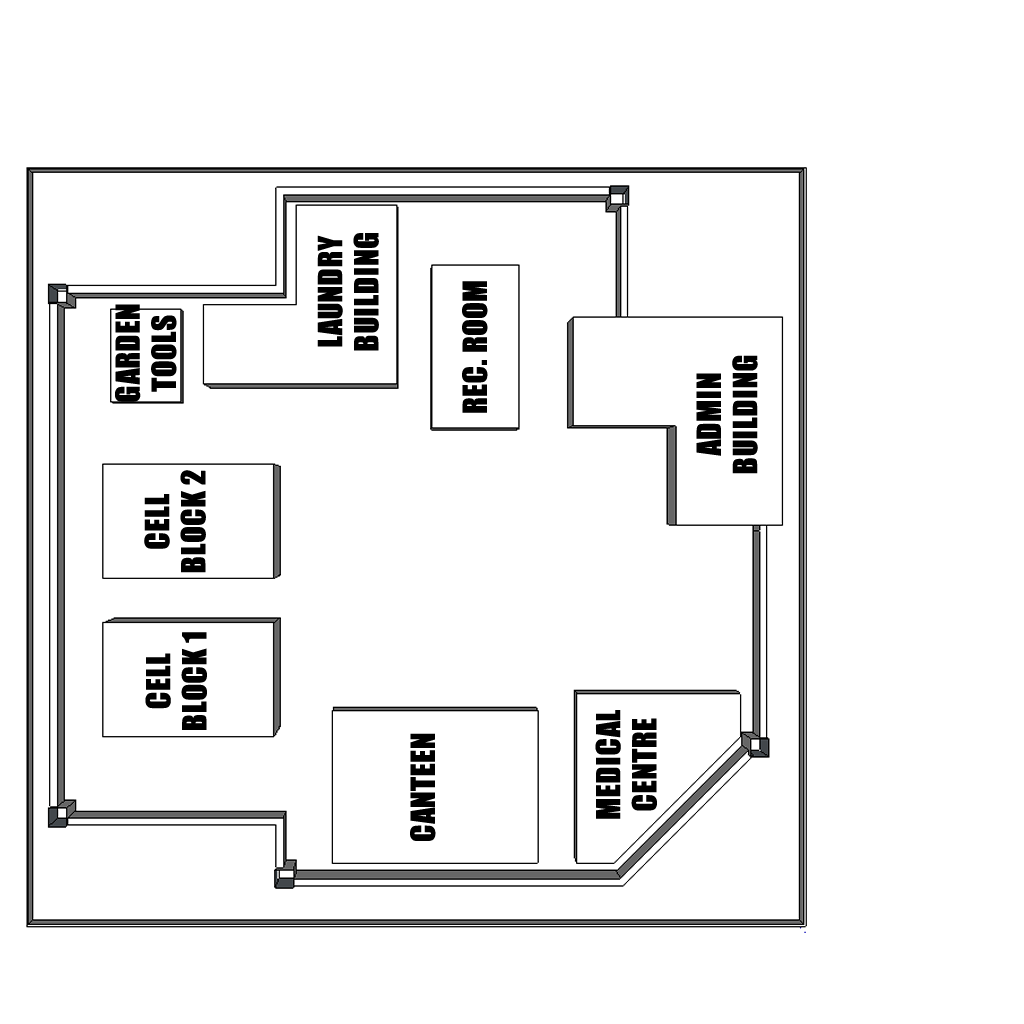 GARDEN
TOOLS
LAUNDRY
BUILDING
REC. ROOM
ADMIN
BUILDING
CELL
BLOCK 2
CELL
BLOCK 1
CANTEEN
MEDICAL
CENTRE